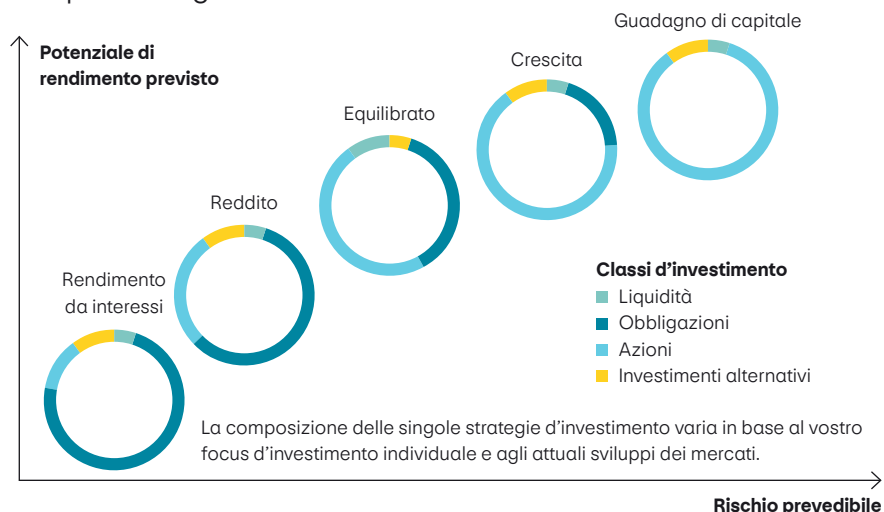 Potenziale di
rendimento previsto
Guadagno di capitale
Crescita
Equilibrato
Reddito
Rendimento
da interessi
Classi d’investimento
Liquidità
Obbligazioni
Azioni
Investimenti alternativi
La composizione delle singole strategie d’investimento varia in base al vostro
focus d’investimento individuale e agli attuali sviluppi dei mercati.
Rischio prevedibile